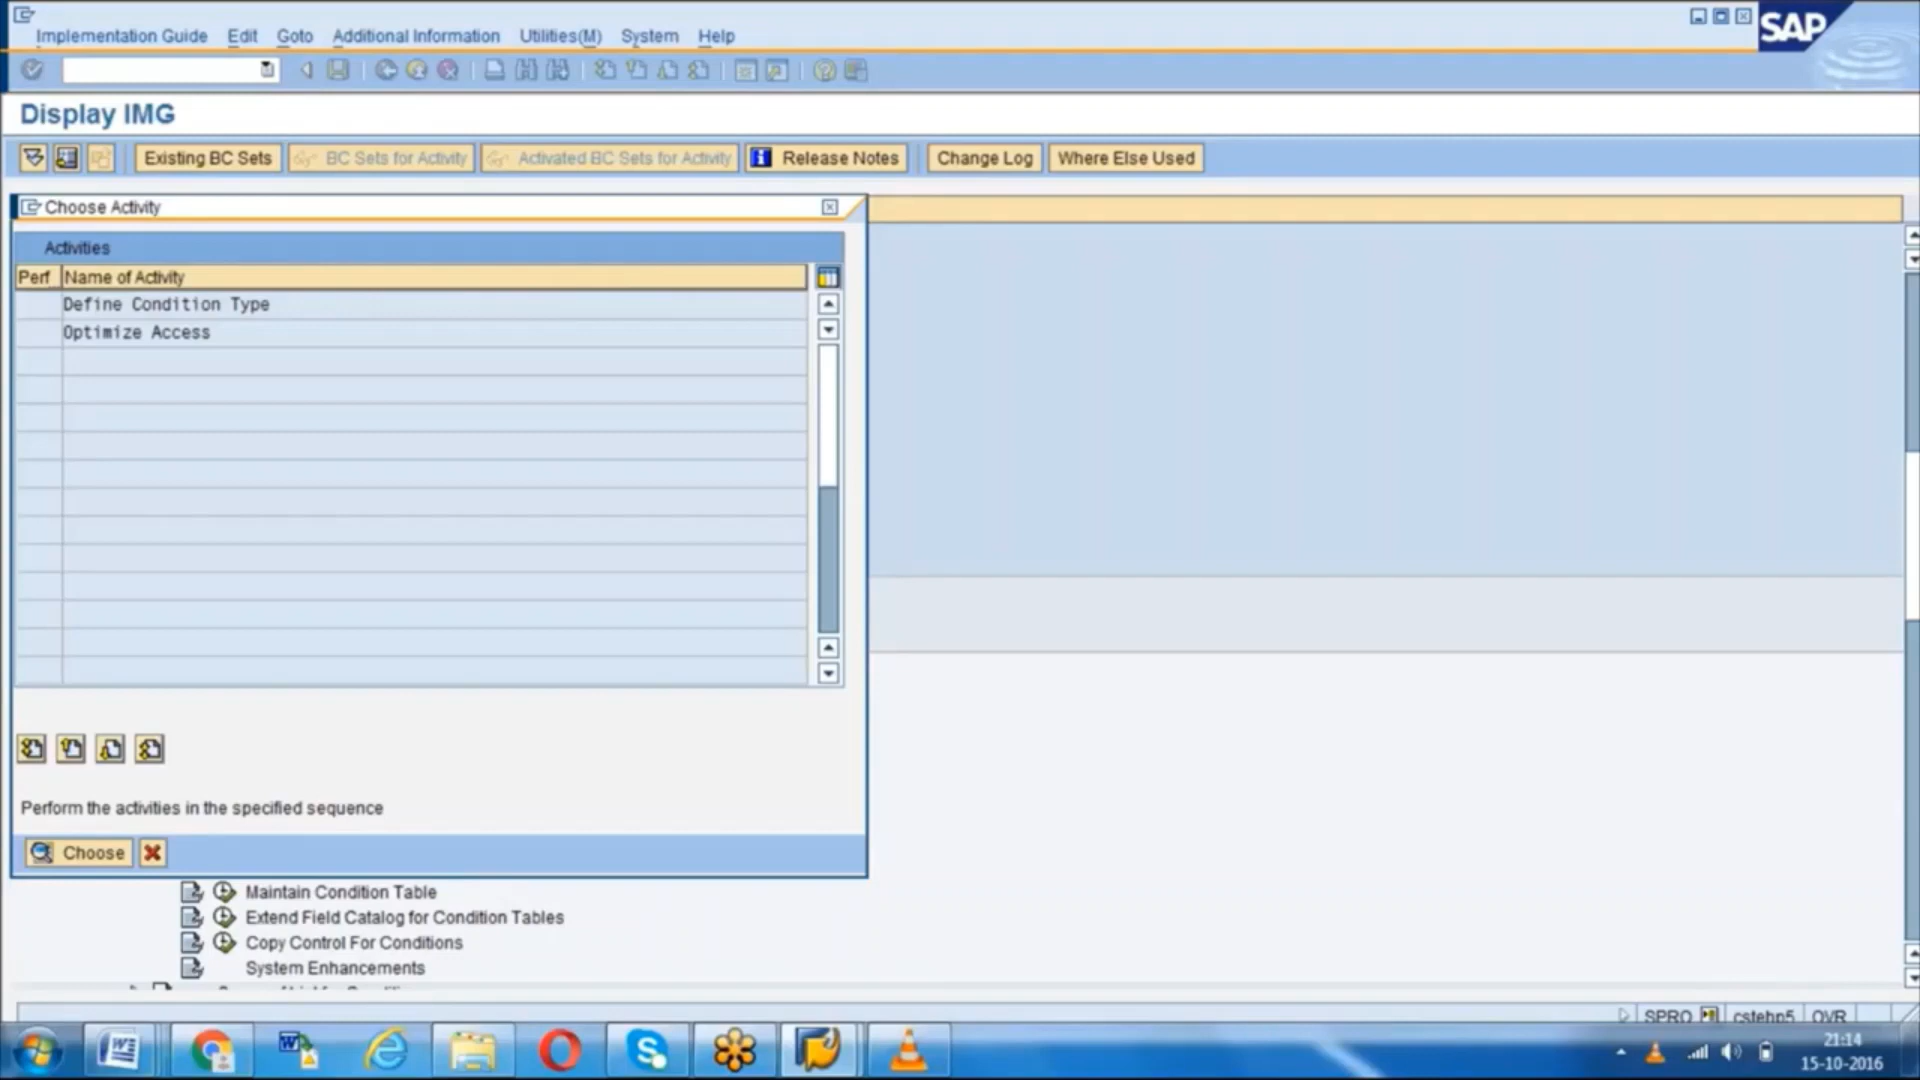 Implementation Guide Edit Goto Additional Information Utilities(M) System Help
SAP
Display IMG
Existing BC Sets BC Sets for Activity Activated BC Sets for Activity Release Notes Change Log Where Else Used
Choose Activity
Activities
Perf Name of Activity
Define Condition Type
Optimize Access
Perform the activities in the specified sequence
Choose
Maintain Condition Table
Extend Field Catalog for Condition Tables
Copy Control For Conditions
System Enhancements
SPRO cstehp5 OVR
21:14
15-10-2016